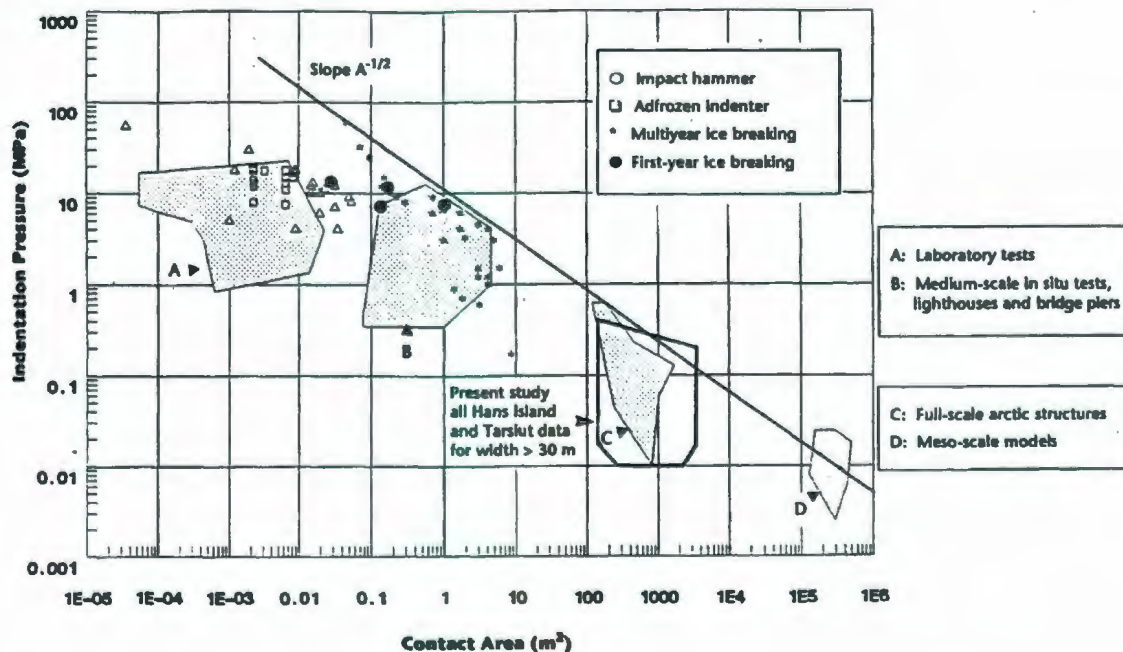 1000
100
10
1
0.1
0.01
0.001
Indentation Pressure (MPa)
Slope A-1/2
Impact hammer
Adfrozen Indenter
Multiyear ice breaking
First-year ice breaking
A
B
C
D
Present study
all Hans Island
and Tarsiut data
for width > 30 m
A: Laboratory tests
B: Medium-scale in situ tests,
lighthouses and bridge piers
C: Full-scale arctic structures
D: Meso-scale models
1E-05 1E-04 1E-03 0.01 0.1 1 10 100 1000 1E4 1E5 1E6
Contact Area (m²)